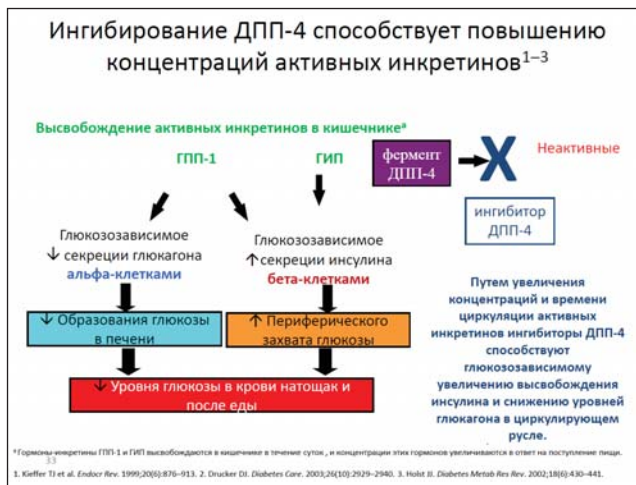 Ингибирование ДПП-4 способствует повышению
концентраций активных инкретинов¹⁻³
Высвобождение активных инкретинов в кишечникеª
ГПП-1
ГИП
фермент
ДПП-4
X
Неактивные
ингибитор
ДПП-4
Глюкозозависимое
↓ секреции глюкагона
альфа-клетками
Глюкозозависимое
↑ секреции инсулина
бета-клетками
↓ Образования глюкозы
в печени
↑ Периферического
захвата глюкозы
↓ Уровня глюкозы в крови натощак и
после еды
Путем увеличения
концентраций и времени
циркуляции активных
инкретинов ингибиторы ДПП-4
способствуют
глюкозозависимому
увеличению высвобождения
инсулина и снижению уровней
глюкагона в циркулирующем
русле.
ª Гормоны-инкретины ГПП-1 и ГИП высвобождаются в кишечнике в течение суток , и концентрации этих гормонов увеличиваются в ответ на поступление пищи.
33
1. Kieffer TJ et al. Endocr Rev. 1999;20(6):876–913. 2. Drucker DJ. Diabetes Care. 2003;26(10):2929–2940. 3. Holst JJ. Diabetes Metab Res Rev. 2002;18(6):430–441.